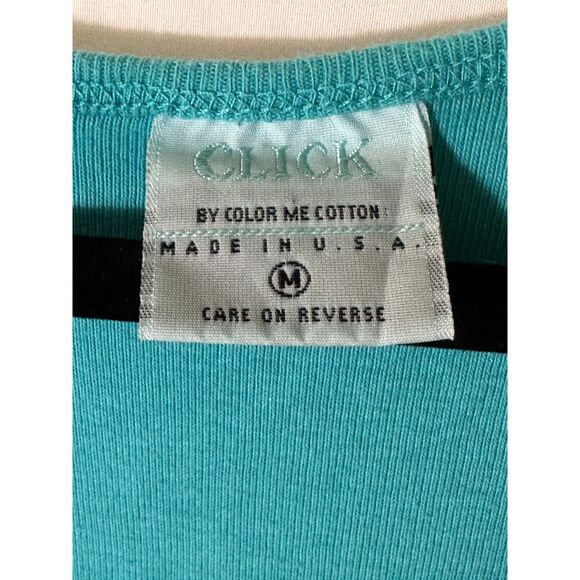 CLICK
BY COLOR ME COTTON
MADE IN U.S.A.
M
CARE ON REVERSE